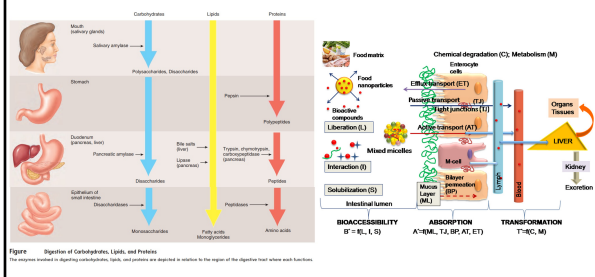 Carbohydrates
Lipids
Proteins
Mouth
(salivary glands)
Salivary amylase
Polysaccharides, Disaccharides
Stomach
Pepsin
Polypeptides
Duodenum
(pancreas, liver)
Pancreatic amylase
Bile salts
(liver)
Lipase
(pancreas)
Trypsin, chymotrypsin,
carboxypeptidase
(pancreas)
Disaccharides
Peptides
Epithelium of
small intestine
Disaccharidases
Peptidases
Monosaccharides
Fatty acids
Monoglycerides
Amino acids
Figure Digestion of Carbohydrates, Lipids, and Proteins
The enzymes involved in digesting carbohydrates, lipids, and proteins are depicted in relation to the region of the digestive tract where each functions.
Chemical degradation (C); Metabolism (M)
Food matrix
Enterocyte
cells
Food
nanoparticles
Efflux transport (ET)
Bioactive
compounds
Passive transport
(TJ)
Tight junctions (TJ)
Liberation (L)
Active transport (AT)
Organs
Tissues
LIVER
Mixed micelles
Interaction (I)
M-cell
Kidney
Solubilization (S)
Bilayer
permeation
(BP)
Mucus
Layer
(ML)
Lymph
Blood
Excretion
Intestinal lumen
BIOACCESSIBILITY
B*= f(L, I, S)
ABSORPTION
A*=f(ML, TJ, BP, AT, ET)
TRANSFORMATION
T*=f(C, M)